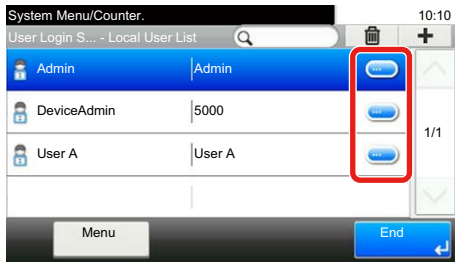 System Menu/Counter. 10:10
User Login S... - Local User List
Admin Admin
DeviceAdmin 5000
1/1
User A User A
Menu End